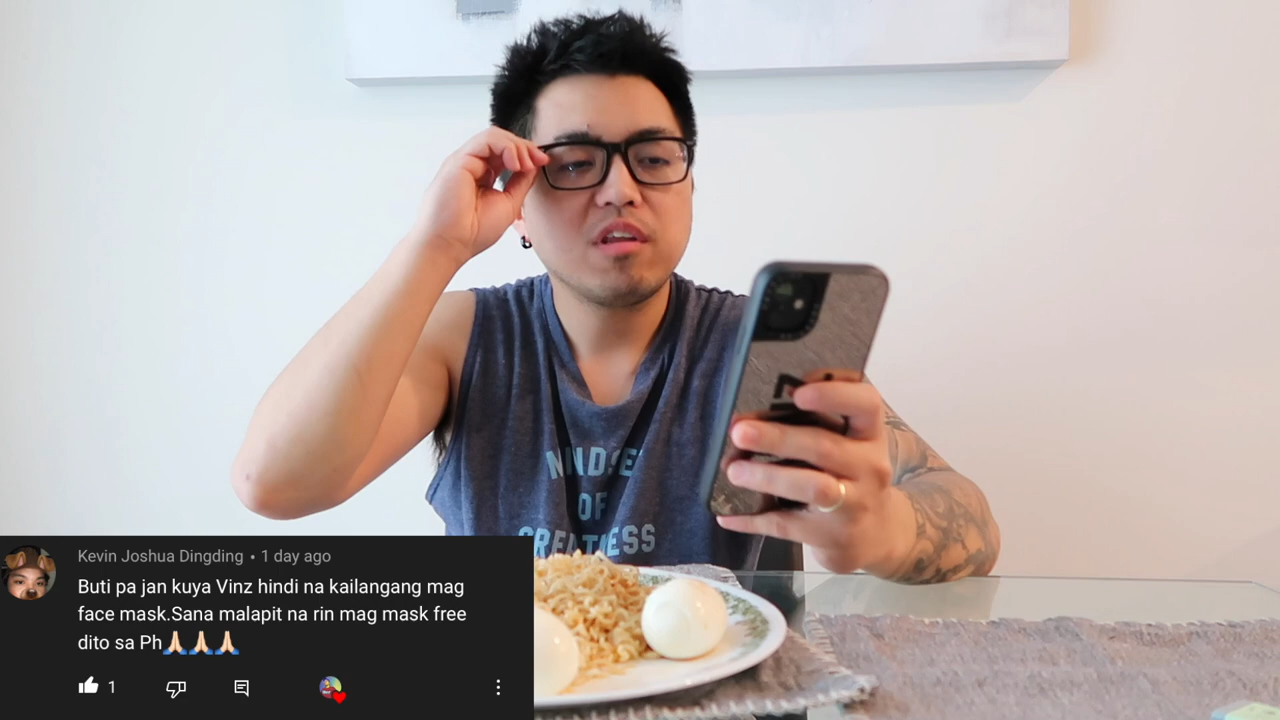 MINDSET
OF
GREATNESS
Kevin Joshua Dingding • 1 day ago
Buti pa jan kuya Vinz hindi na kailangang mag
face mask.Sana malapit na rin mag mask free
dito sa Ph🙏🏻🙏🏻🙏🏻
1